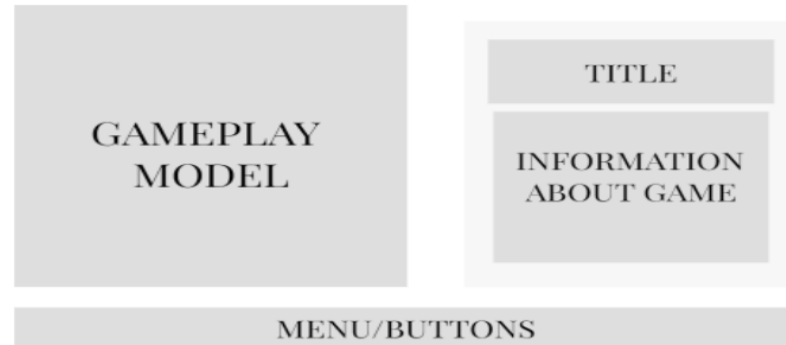 GAMEPLAY
MODEL
TITLE
INFORMATION
ABOUT GAME
MENU/BUTTONS